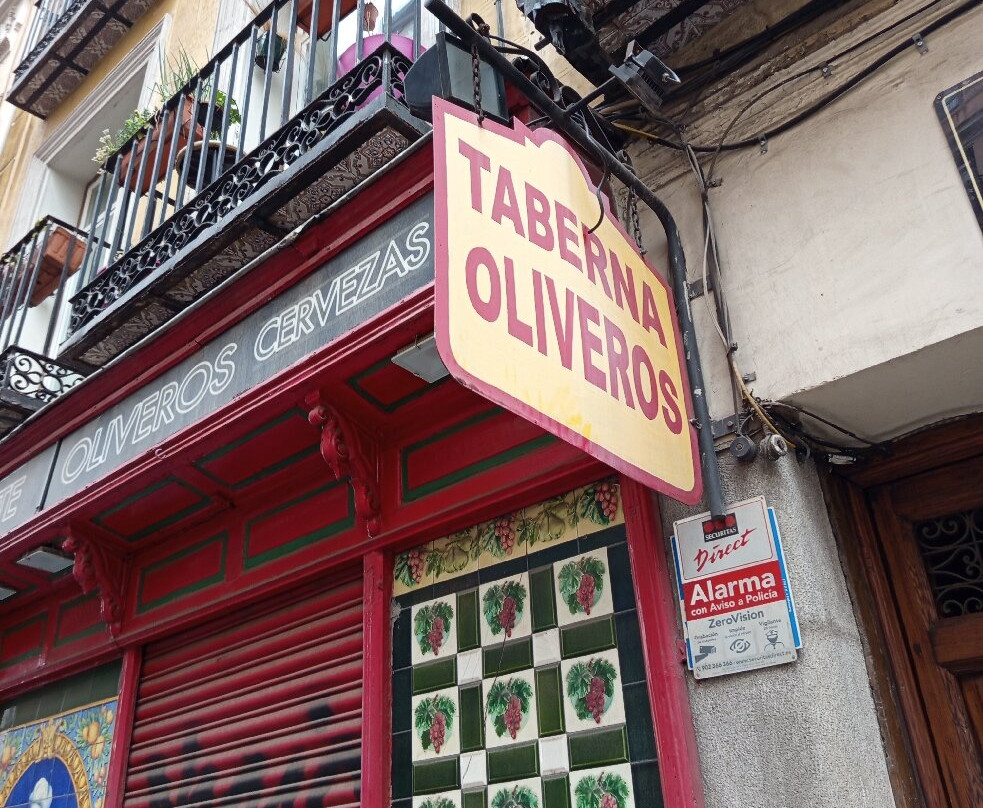 TABERNA
OLIVEROS
OLIVEROS CERVEZAS
SECURITAS
Direct
Alarma
con Aviso a Policía
ZeroVision